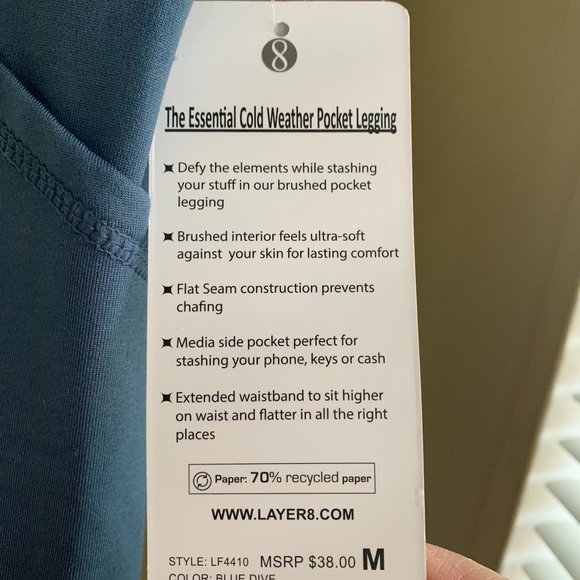 8
The Essential Cold Weather Pocket Legging
Defy the elements while stashing
your stuff in our brushed pocket
legging
Brushed interior feels ultra-soft
against your skin for lasting comfort
Flat Seam construction prevents
chafing
Media side pocket perfect for
stashing your phone, keys or cash
Extended waistband to sit higher
on waist and flatter in all the right
places
Paper: 70% recycled paper
WWW.LAYER8.COM
STYLE: LF4410 MSRP $38.00 M
COLOR: BLUE DIVE